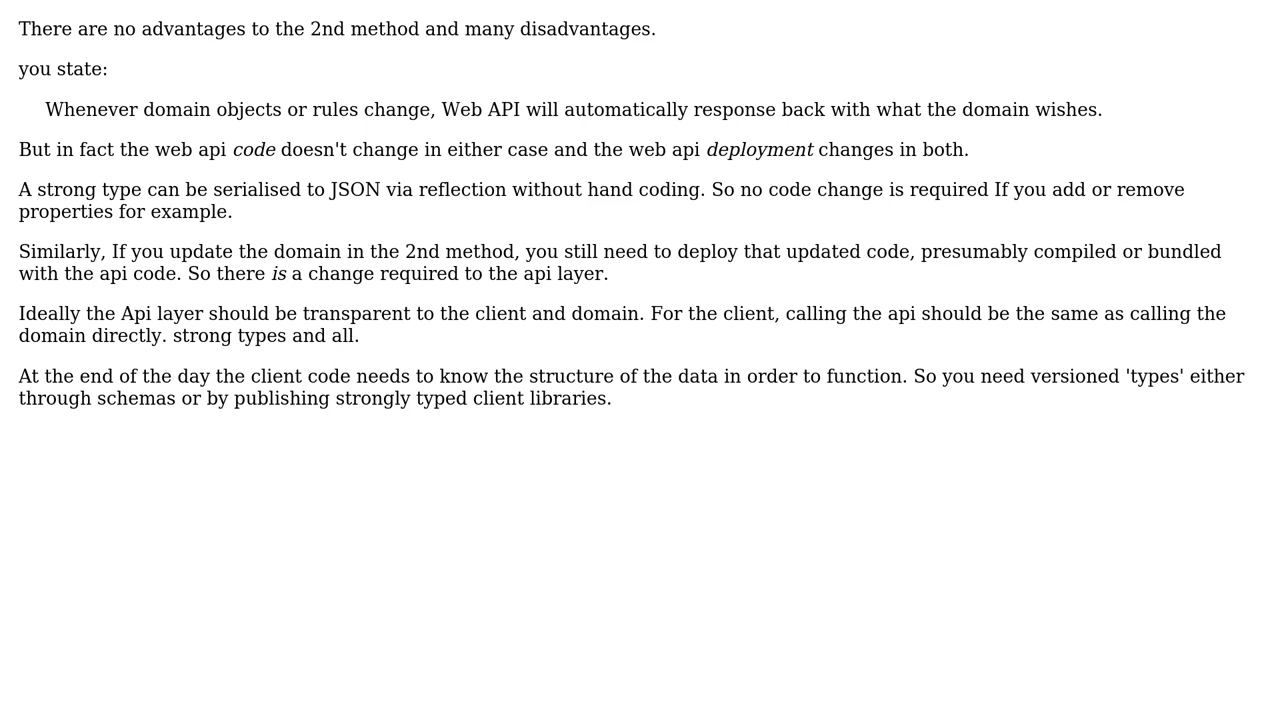 There are no advantages to the 2nd method and many disadvantages.
you state:
Whenever domain objects or rules change, Web API will automatically response back with what the domain wishes.
But in fact the web api code doesn't change in either case and the web api deployment changes in both.
A strong type can be serialised to JSON via reflection without hand coding. So no code change is required If you add or remove
properties for example.
Similarly, If you update the domain in the 2nd method, you still need to deploy that updated code, presumably compiled or bundled
with the api code. So there is a change required to the api layer.
Ideally the Api layer should be transparent to the client and domain. For the client, calling the api should be the same as calling the
domain directly. strong types and all.
At the end of the day the client code needs to know the structure of the data in order to function. So you need versioned 'types' either
through schemas or by publishing strongly typed client libraries.